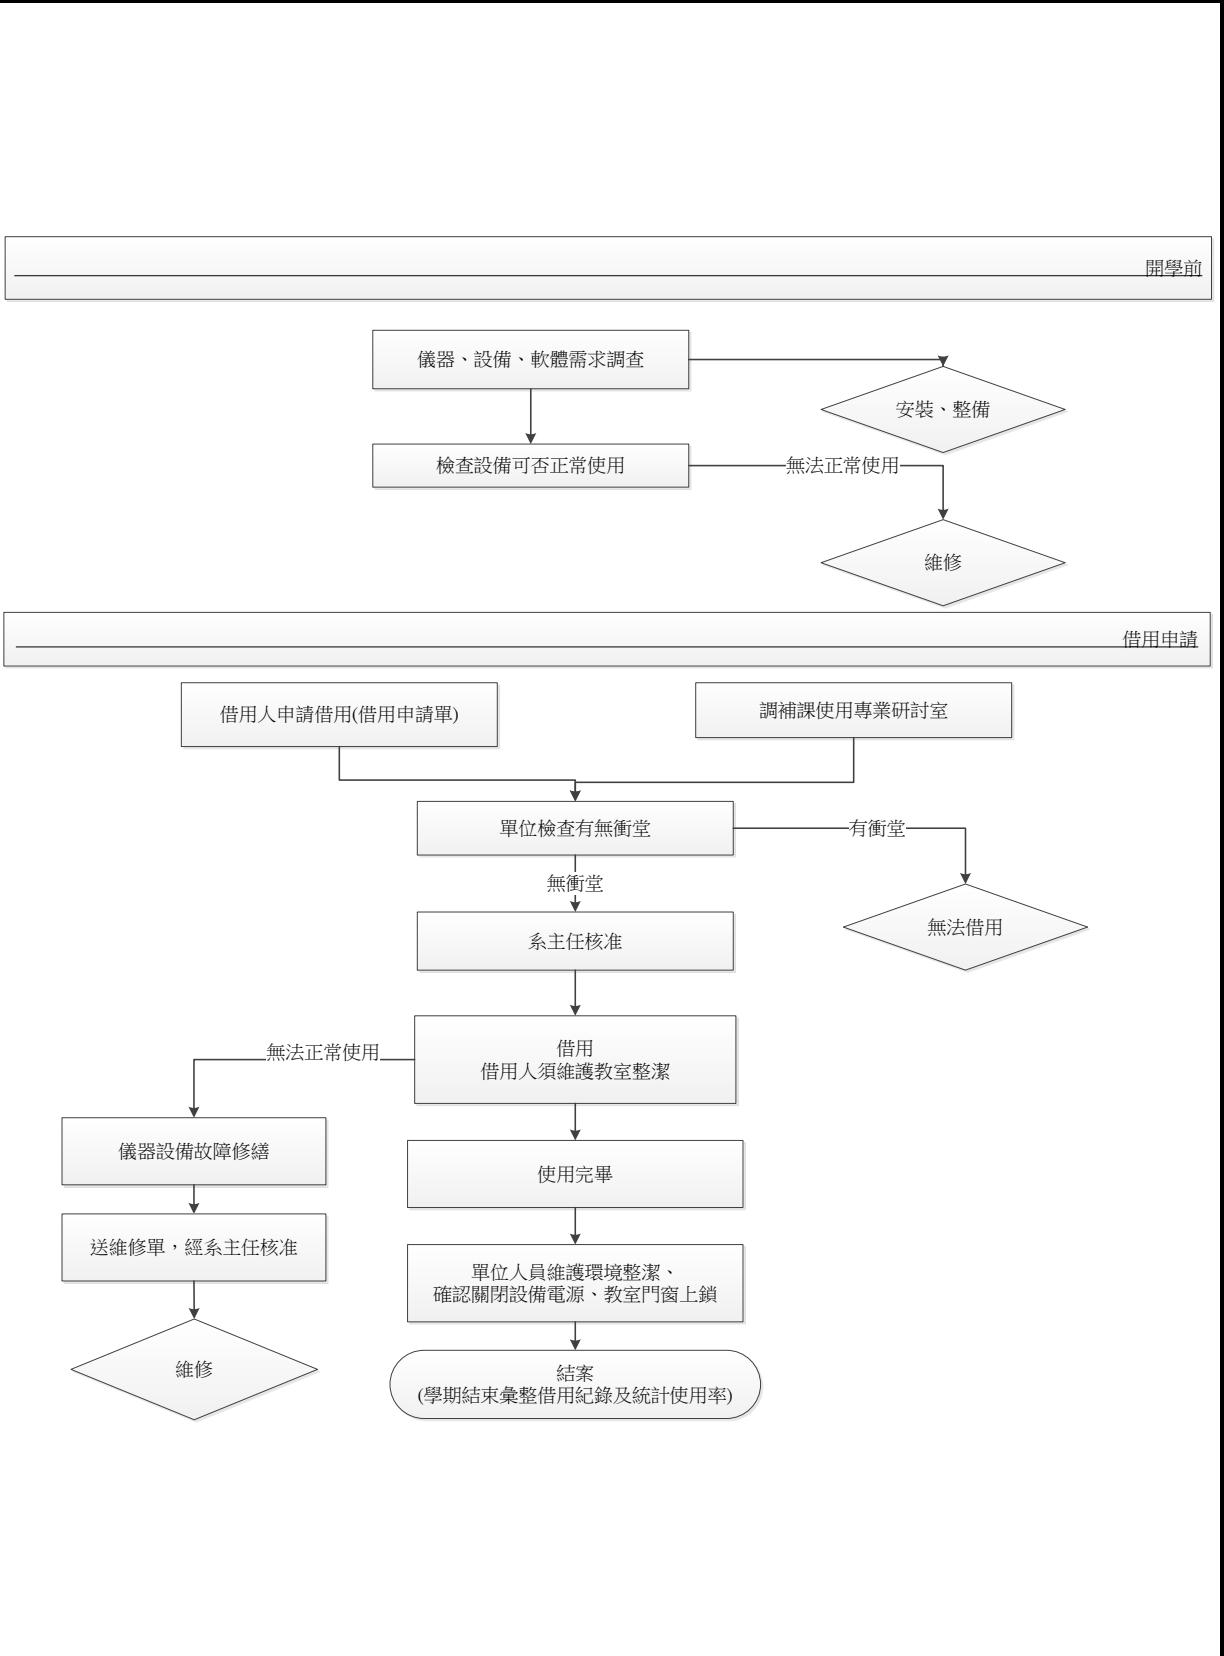 開學前
儀器、設備、軟體需求調查
安裝、整備
檢查設備可否正常使用
無法正常使用
維修
借用申請
借用人申請借用(借用申請單)
調補課使用專業研討室
單位檢查有無衝堂
有衝堂
無衝堂
無法借用
系主任核准
借用
借用人須維護教室整潔
無法正常使用
儀器設備故障修繕
使用完畢
送維修單，經系主任核准
單位人員維護環境整潔、
確認關閉設備電源、教室門窗上鎖
維修
結案
(學期結束彙整借用紀錄及統計使用率)